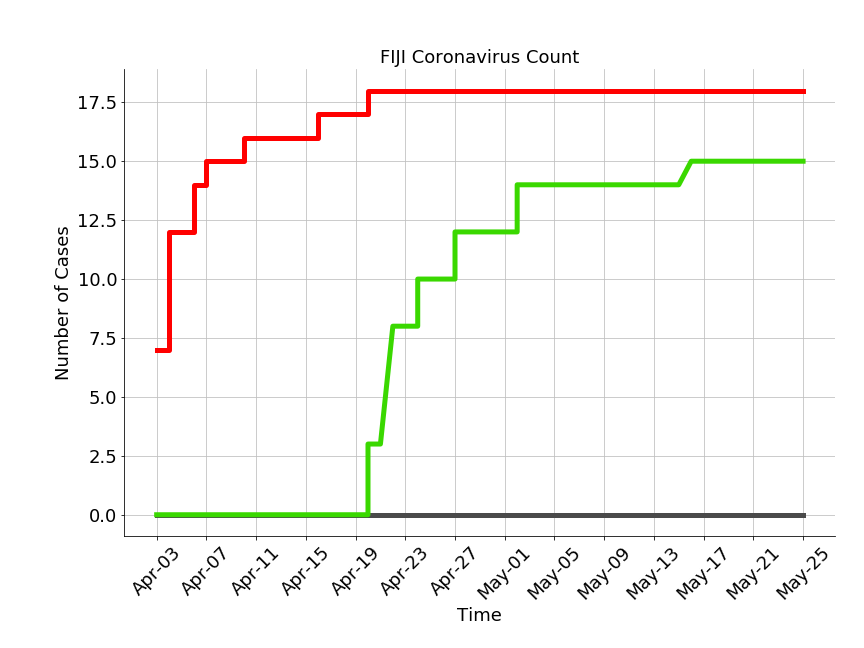 FIJI Coronavirus Count
17.5
15.0
12.5
10.0
7.5
5.0
2.5
0.0
Number of Cases
Apr-03 Apr-07 Apr-11 Apr-15 Apr-19 Apr-23 Apr-27 May-01 May-05 May-09 May-13 May-17 May-21 May-25
Time